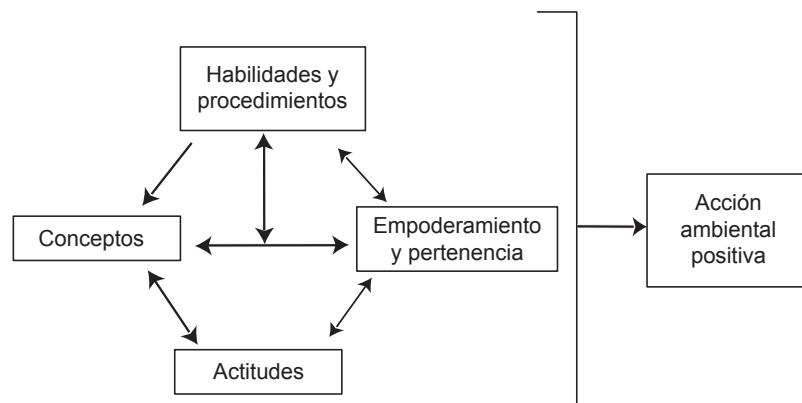 Habilidades y
procedimientos
Conceptos
Empoderamiento
y pertenencia
Actitudes
Acción
ambiental
positiva